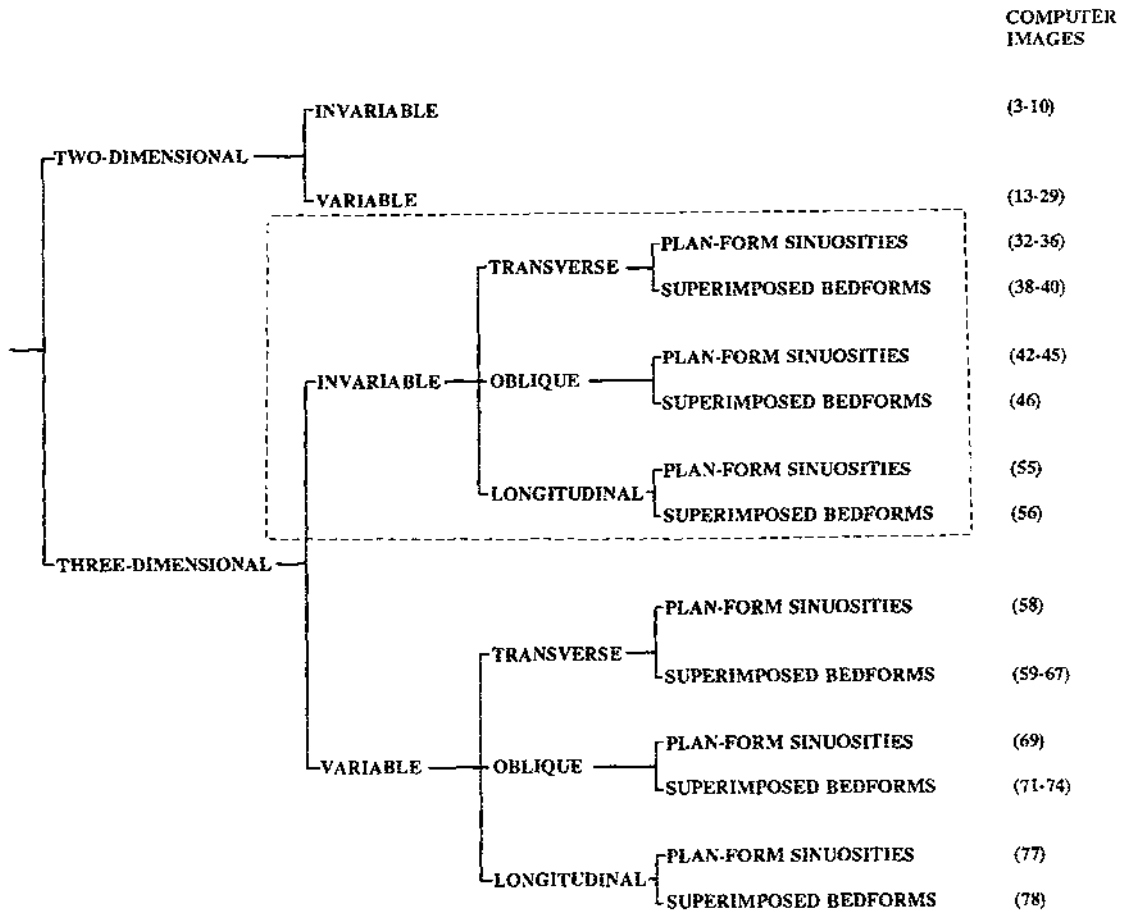 COMPUTER
IMAGES
INVARIABLE (3-10)
TWO-DIMENSIONAL
VARIABLE (13-29)
PLAN-FORM SINUOSITIES (32-36)
TRANSVERSE
SUPERIMPOSED BEDFORMS (38-40)
PLAN-FORM SINUOSITIES (42-45)
INVARIABLE OBLIQUE
SUPERIMPOSED BEDFORMS (46)
PLAN-FORM SINUOSITIES (55)
LONGITUDINAL
SUPERIMPOSED BEDFORMS (56)
THREE-DIMENSIONAL
PLAN-FORM SINUOSITIES (58)
TRANSVERSE
SUPERIMPOSED BEDFORMS (59-67)
PLAN-FORM SINUOSITIES (69)
VARIABLE OBLIQUE
SUPERIMPOSED BEDFORMS (71-74)
PLAN-FORM SINUOSITIES (77)
LONGITUDINAL
SUPERIMPOSED BEDFORMS (78)